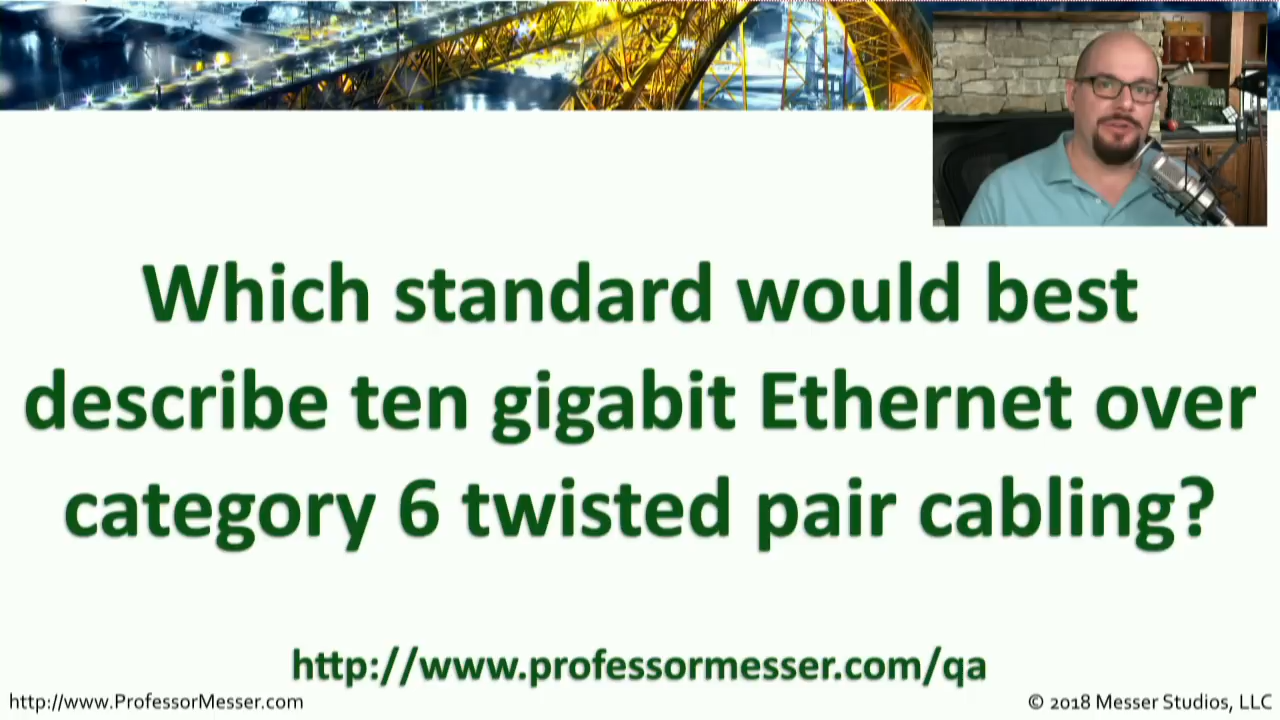 Which standard would best
describe ten gigabit Ethernet over
category 6 twisted pair cabling?
http://www.professormesser.com/qa
http://www.ProfessorMesser.com
© 2018 Messer Studios, LLC